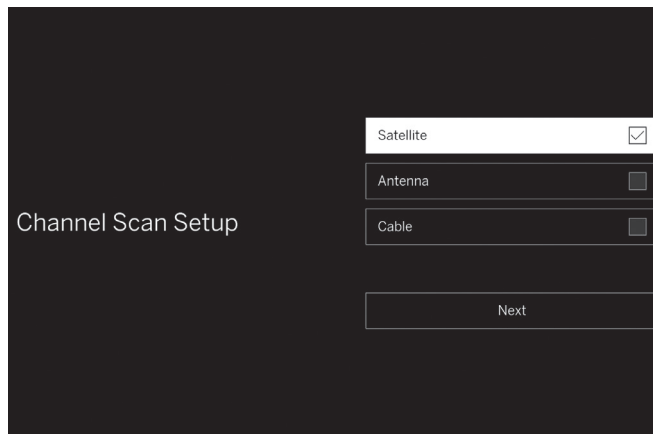 Channel Scan Setup
Satellite
Antenna
Cable
Next